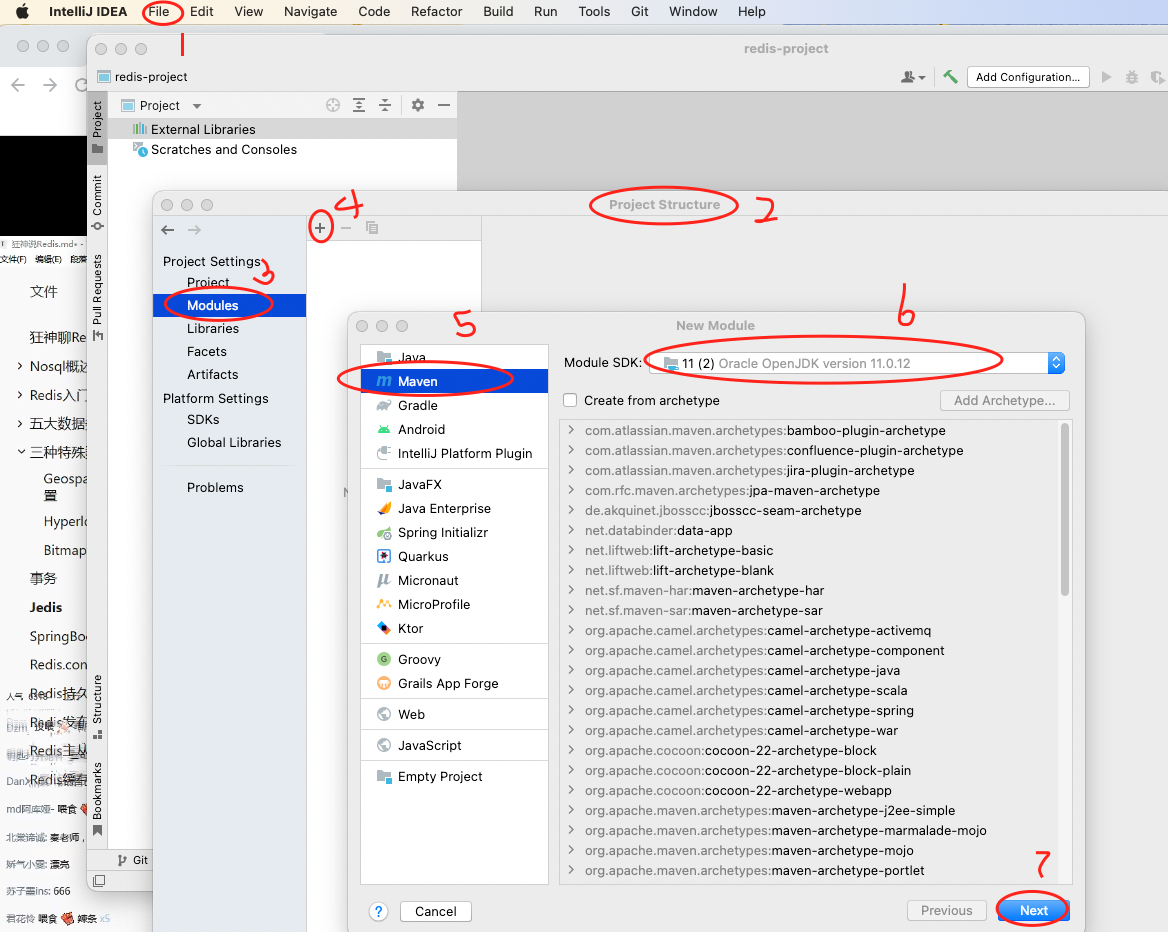 IntelliJ IDEA File Edit View Navigate Code Refactor Build Run Tools Git Window Help
1
redis-project
redis-project
Add Configuration...
Project
Project
External Libraries
Scratches and Consoles
Commit
Pull Requests
Structure
Bookmarks
Git
文件(F) 编辑(E)
文件
狂神聊Re
Nosql概述
Redis入门
五大数据
三种特殊
Geospa
置
Hyperlo
Bitmap
事务
Jedis
SpringBo
Redis.con
Redis持久
Redis发布
Redis主从
Redis缓存
md阿库娅- 喂食
北棠谛诚: 秦老师，
娇气小雯: 漂亮
苏子墨ins: 666
君花怜 喂食 辣条 x5
Project Structure
2
4
Project Settings
3
Project
Modules
Libraries
Facets
Artifacts
Platform Settings
SDKs
Global Libraries
Problems
New Module
5
6
Java
Maven
Gradle
Android
IntelliJ Platform Plugin
JavaFX
Java Enterprise
Spring Initializr
Quarkus
Micronaut
MicroProfile
Ktor
Groovy
Grails App Forge
Web
JavaScript
Empty Project
Module SDK: 11 (2) Oracle OpenJDK version 11.0.12
Create from archetype
Add Archetype...
com.atlassian.maven.archetypes:bamboo-plugin-archetype
com.atlassian.maven.archetypes:confluence-plugin-archetype
com.atlassian.maven.archetypes:jira-plugin-archetype
com.rfc.maven.archetypes:jpa-maven-archetype
de.akquinet.jbosscc:jbosscc-seam-archetype
net.databinder:data-app
net.liftweb:lift-archetype-basic
net.liftweb:lift-archetype-blank
net.sf.maven-har:maven-archetype-har
net.sf.maven-sar:maven-archetype-sar
org.apache.camel.archetypes:camel-archetype-activemq
org.apache.camel.archetypes:camel-archetype-component
org.apache.camel.archetypes:camel-archetype-java
org.apache.camel.archetypes:camel-archetype-scala
org.apache.camel.archetypes:camel-archetype-spring
org.apache.camel.archetypes:camel-archetype-war
org.apache.cocoon:cocoon-22-archetype-block
org.apache.cocoon:cocoon-22-archetype-block-plain
org.apache.cocoon:cocoon-22-archetype-webapp
org.apache.maven.archetypes:maven-archetype-j2ee-simple
org.apache.maven.archetypes:maven-archetype-marmalade-mojo
org.apache.maven.archetypes:maven-archetype-mojo
org.apache.maven.archetypes:maven-archetype-portlet
7
?
Cancel
Previous
Next